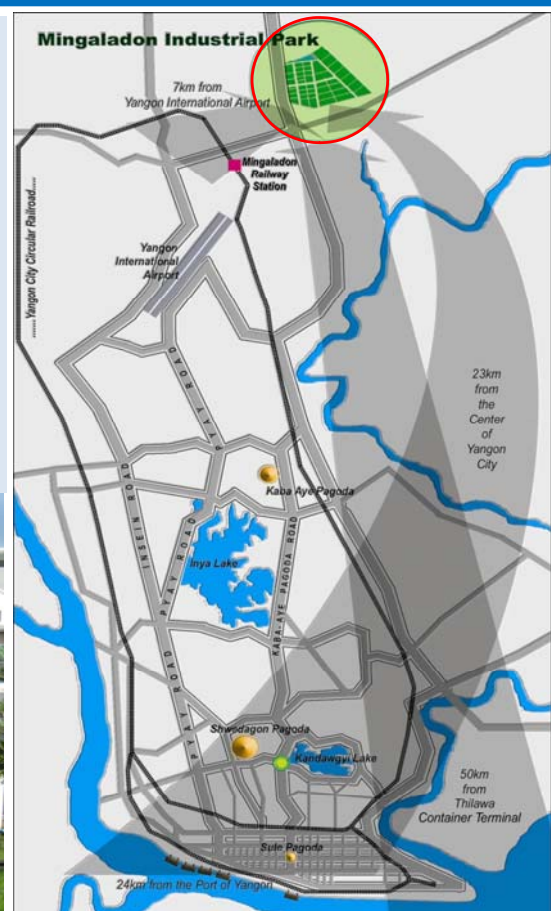 Mingaladon Industrial Park
7km from
Yangon International Airport
Mingaladon
Railway
Station
......Yangon City Circular Railroad......
Yangon
International
Airport
PYAY ROAD
23km
from
the
Center
of
Yangon
City
Kaba Aye Pagoda
INSEIN ROAD
PYAY ROAD
Inya Lake
KABA-AYE PAGODA ROAD
PYAY ROAD
Shwedagon Pagoda
Kandawgyi Lake
50km
from
Thilawa
Container Terminal
Sule Pagoda
24km from the Port of Yangon